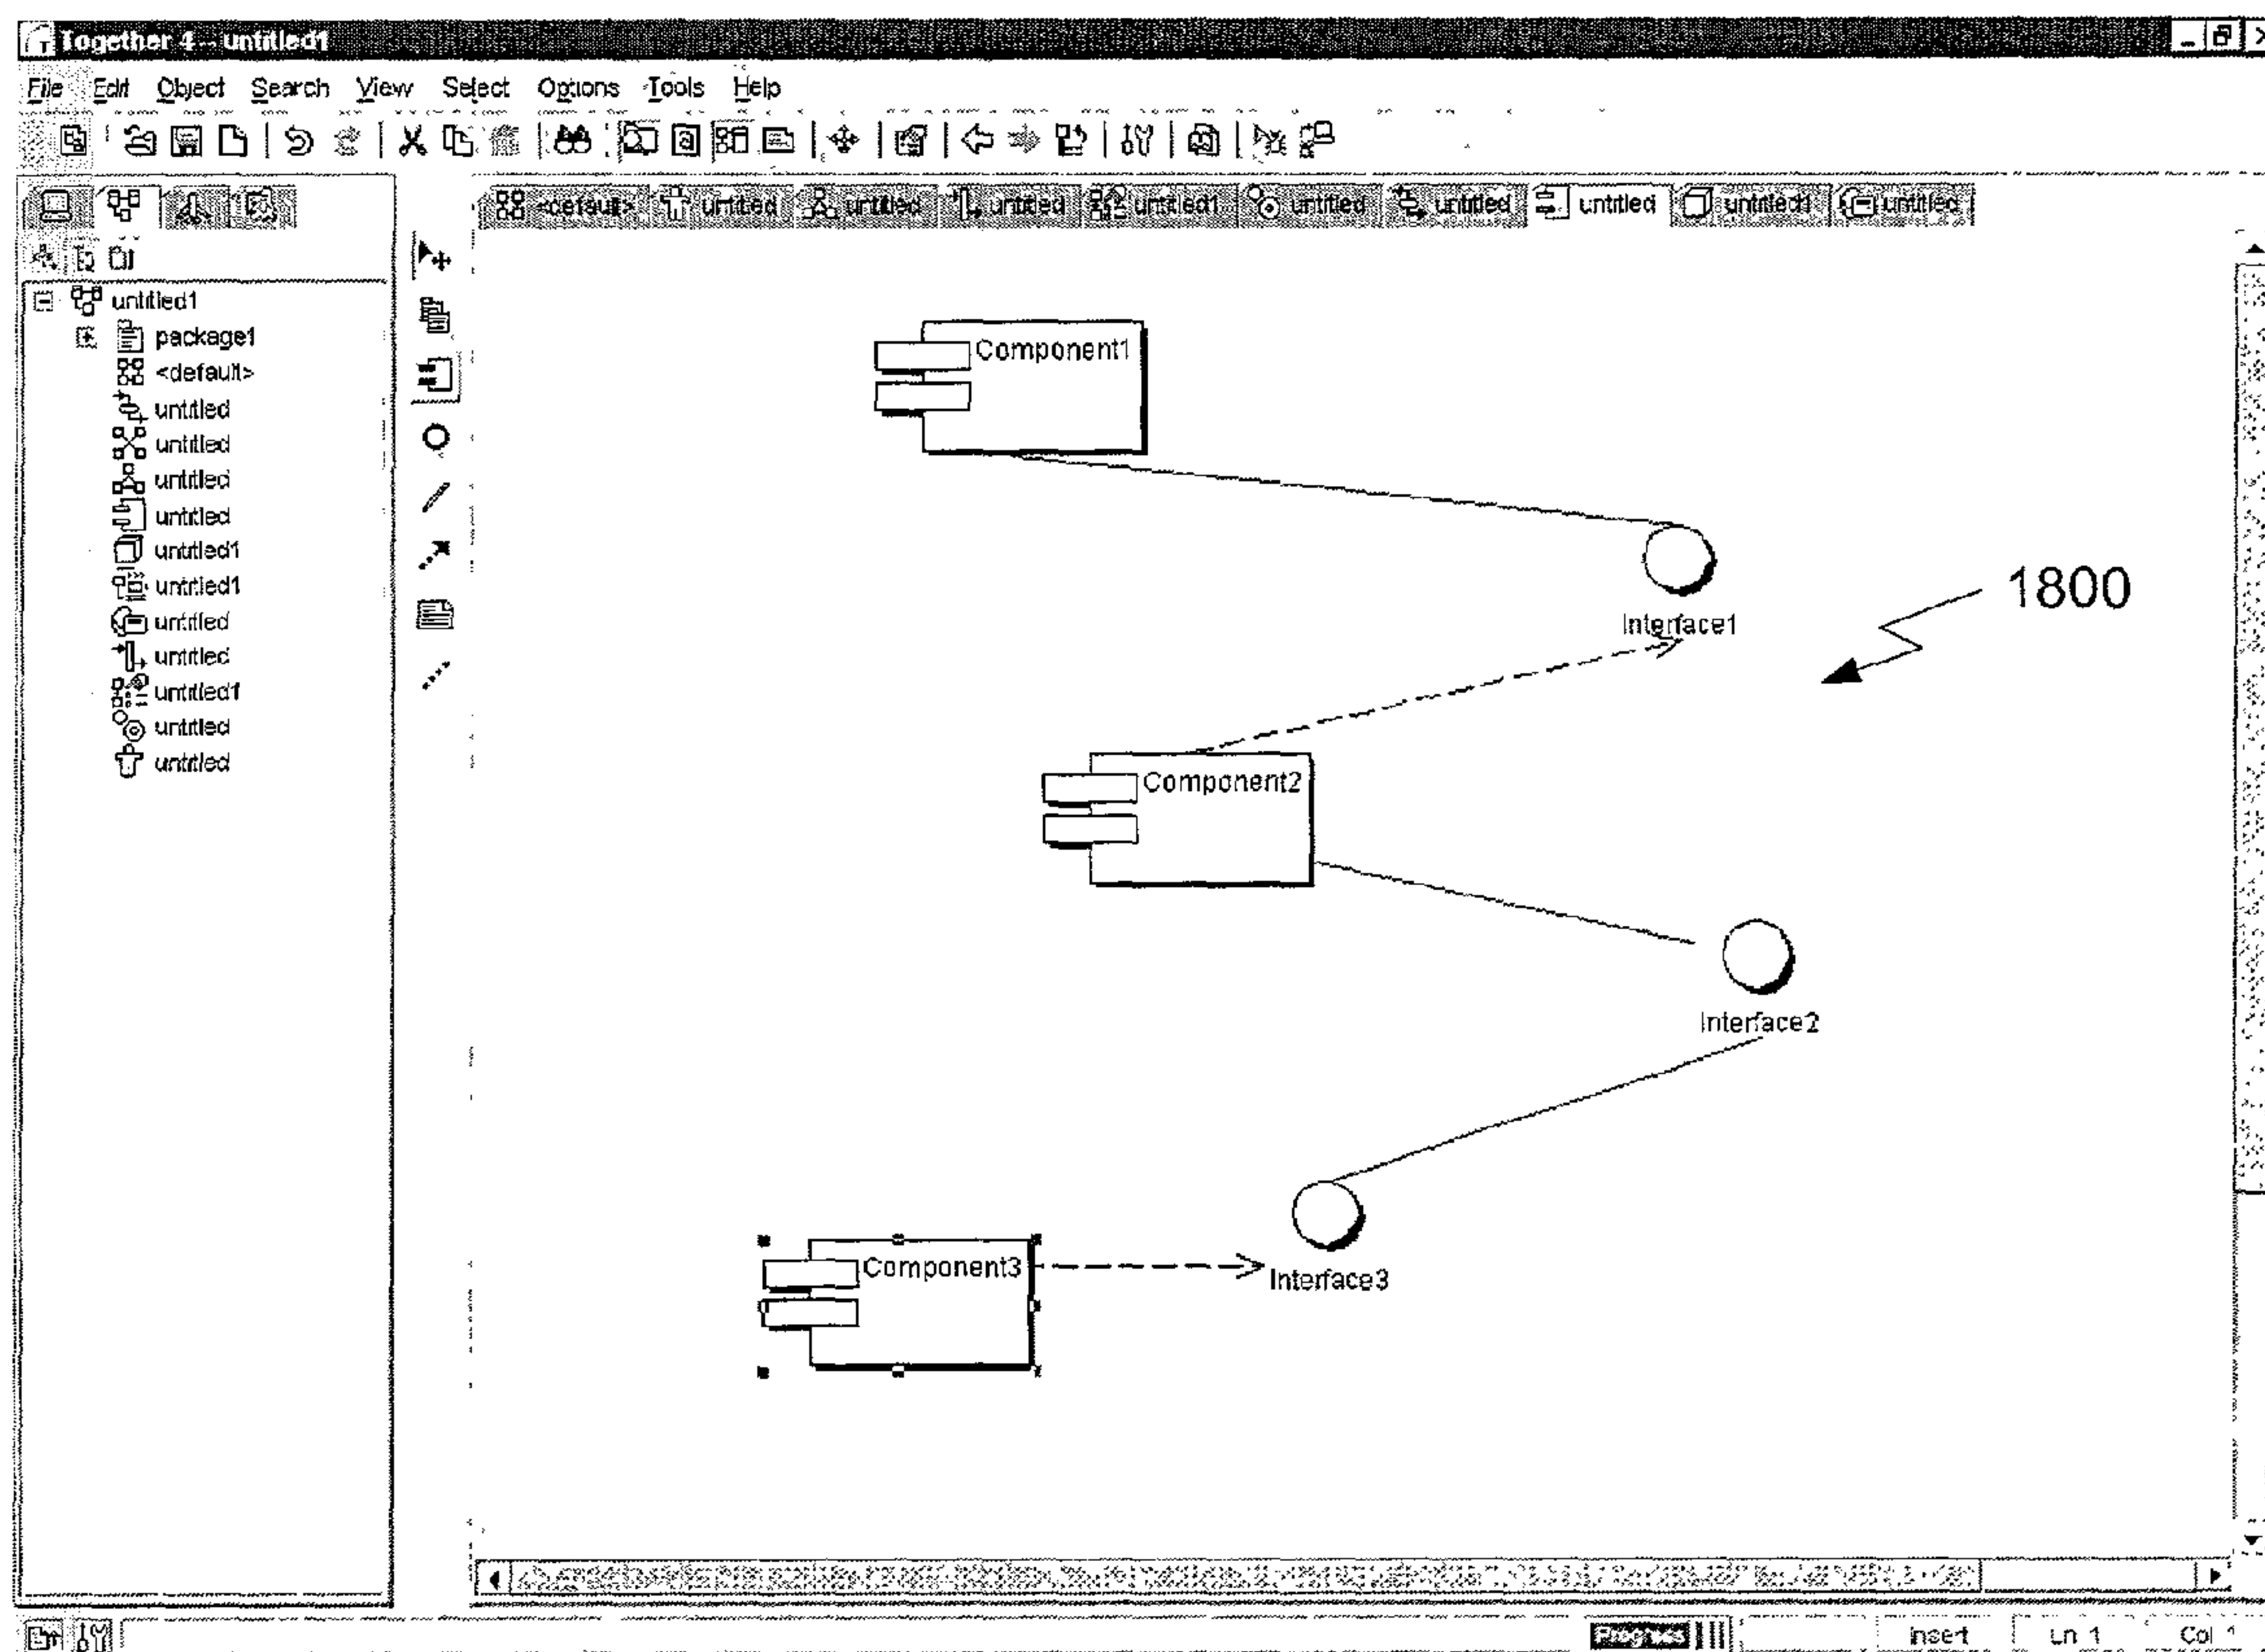 Together 4 -- untitled1
File Edit Object Search View Select Options Tools Help
<default> untitled untitled untitled untitled1 untitled untitled untitled untitled1 untitled
untitled1
package1
<default>
untitled
untitled
untitled
untitled
untitled1
untitled1
untitled
untitled
untitled1
untitled
untitled
Component1
Interface1
1800
Component2
Interface2
Component3
Interface3
Progress Insert Ln 1 Col 1